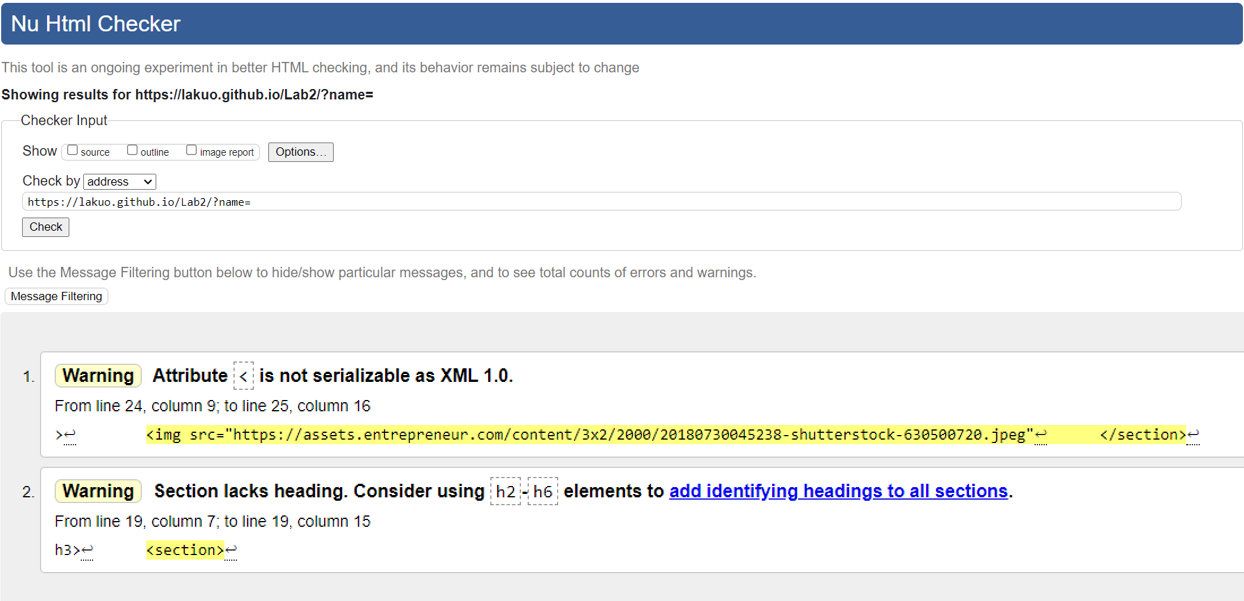 Nu Html Checker
This tool is an ongoing experiment in better HTML checking, and its behavior remains subject to change
Showing results for https://lakuo.github.io/Lab2/?name=
Checker Input
Show source outline image report Options...
Check by address
https://lakuo.github.io/Lab2/?name=
Check
Use the Message Filtering button below to hide/show particular messages, and to see total counts of errors and warnings.
Message Filtering
1. Warning Attribute < is not serializable as XML 1.0.
From line 24, column 9; to line 25, column 16
>↩ <img src="https://assets.entrepreneur.com/content/3x2/2000/20180730045238-shutterstock-630500720.jpeg"↩ </section>↩
2. Warning Section lacks heading. Consider using h2-h6 elements to add identifying headings to all sections.
From line 19, column 7; to line 19, column 15
h3>↩ <section>↩